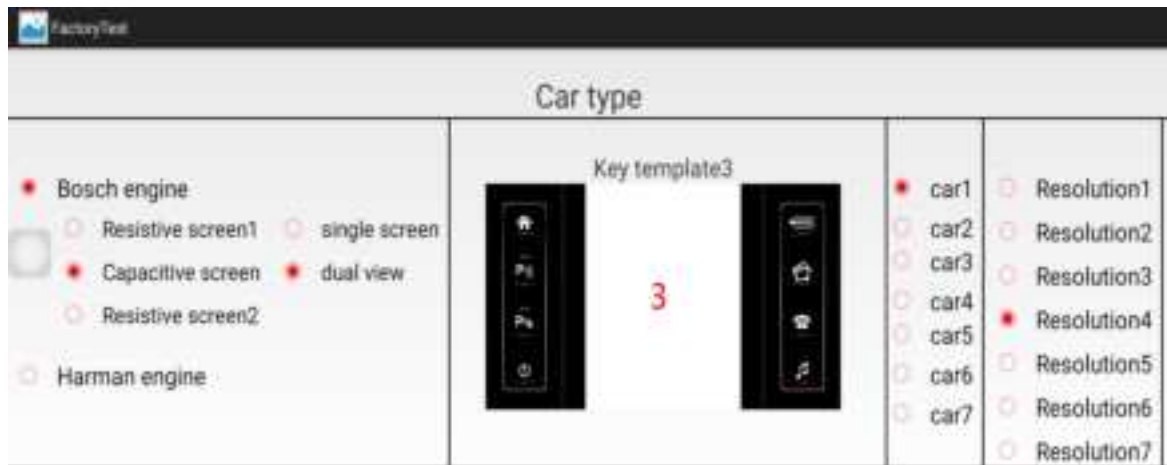 FactoryTest
Car type
Bosch engine
Resistive screen1
single screen
Capacitive screen
dual view
Resistive screen2
Harman engine
Key template3
3
car1
car2
car3
car4
car5
car6
car7
Resolution1
Resolution2
Resolution3
Resolution4
Resolution5
Resolution6
Resolution7